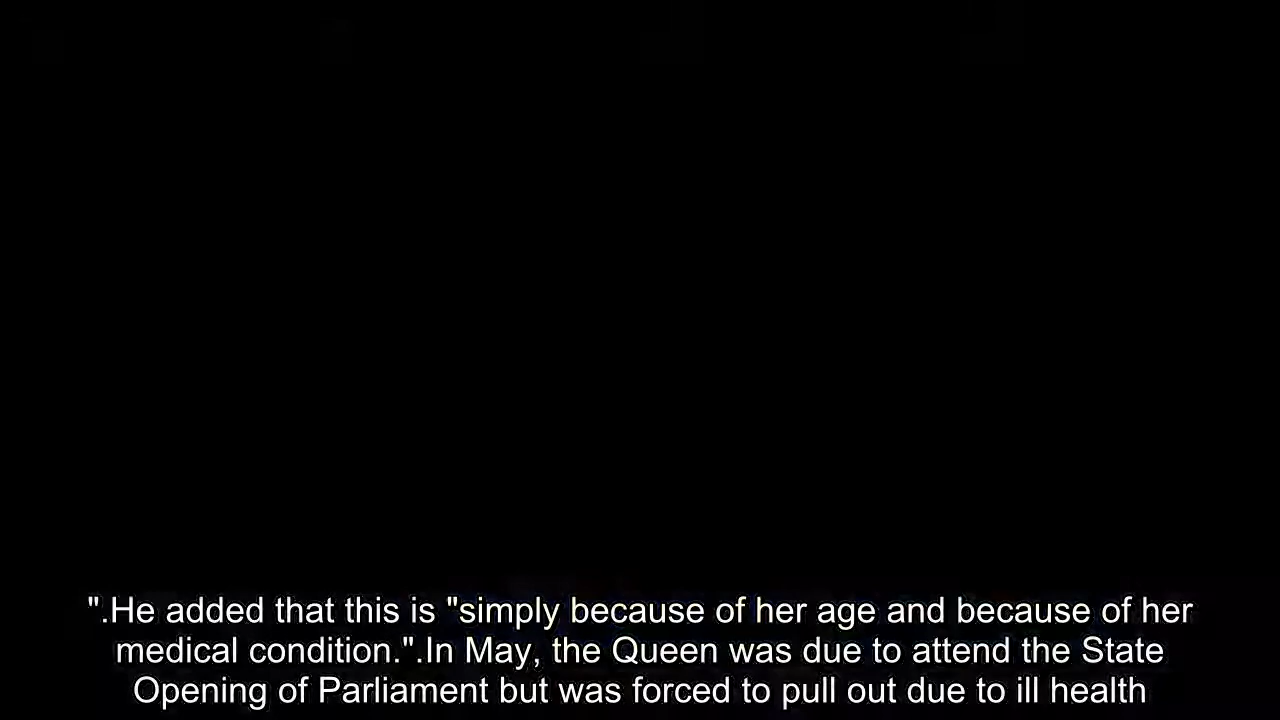 ".He added that this is "simply because of her age and because of her
medical condition.".In May, the Queen was due to attend the State
Opening of Parliament but was forced to pull out due to ill health